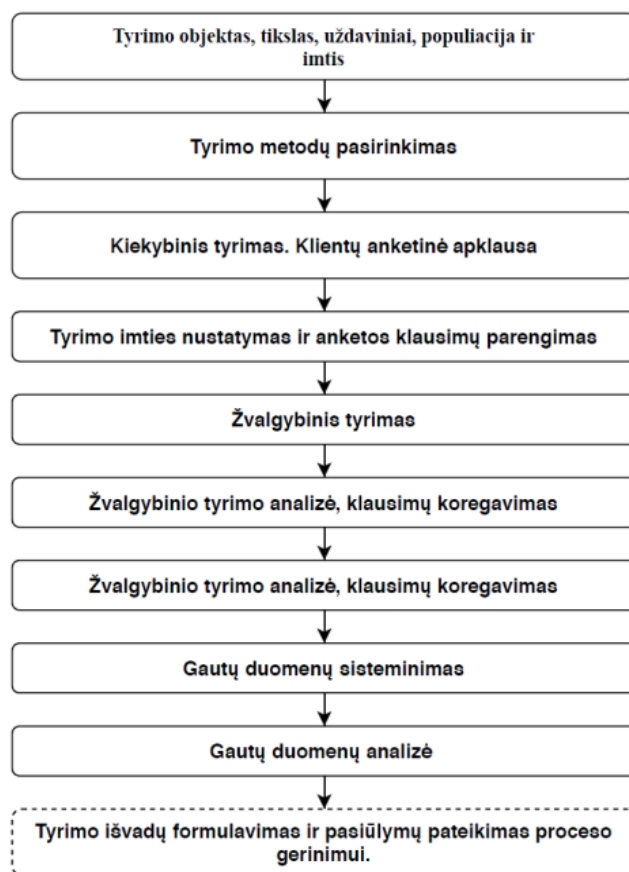 Tyrimo objektas, tikslas, uždaviniai, populiacija ir
imtis
Tyrimo metodų pasirinkimas
Kiekybinis tyrimas. Klientų anketinė apklausa
Tyrimo imties nustatymas ir anketos klausimų parengimas
Žvalgybinis tyrimas
Žvalgybinio tyrimo analizė, klausimų koregavimas
Žvalgybinio tyrimo analizė, klausimų koregavimas
Gautų duomenų sisteminimas
Gautų duomenų analizė
Tyrimo išvadų formulavimas ir pasiūlymų pateikimas proceso
gerinimui.